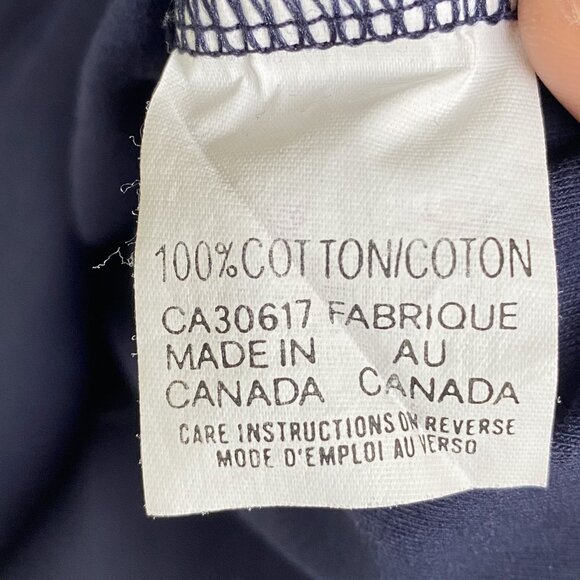 100% COTTON/COTON
CA30617 FABRIQUE
MADE IN AU
CANADA CANADA
CARE INSTRUCTIONS ON REVERSE
MODE D'EMPLOI AU VERSO